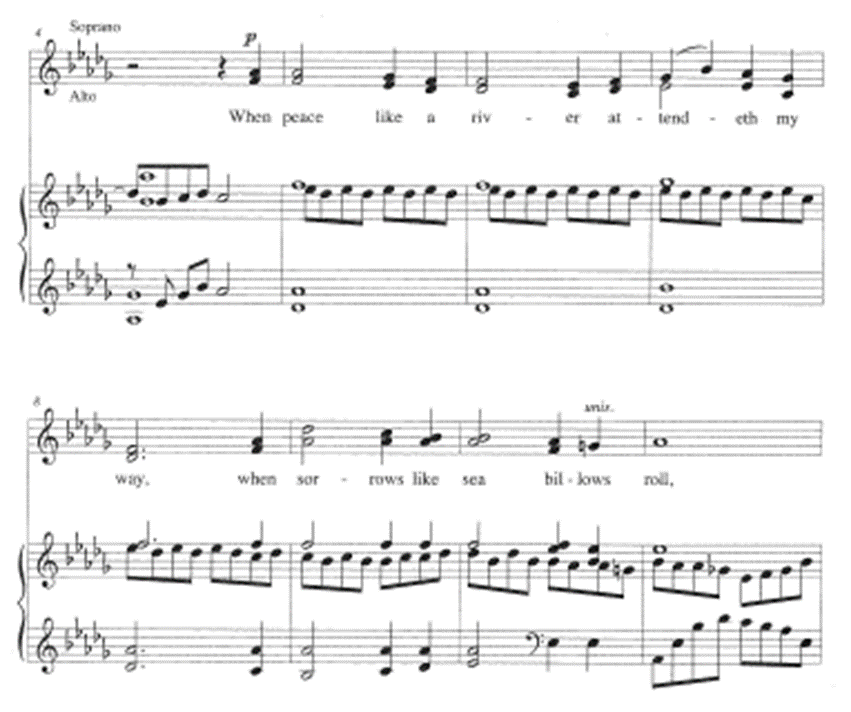 Soprano
4
p
Alto
When peace like a riv - er at - tend - eth my
8
unis.
way, when sor - rows like sea bil - lows roll,